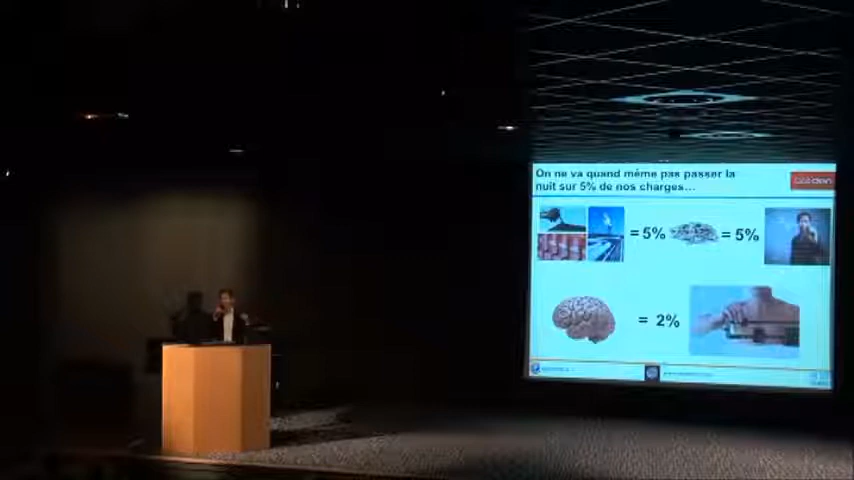 On ne va quand même pas passer la
nuit sur 5% de nos charges...
= 5%
= 5%
= 2%